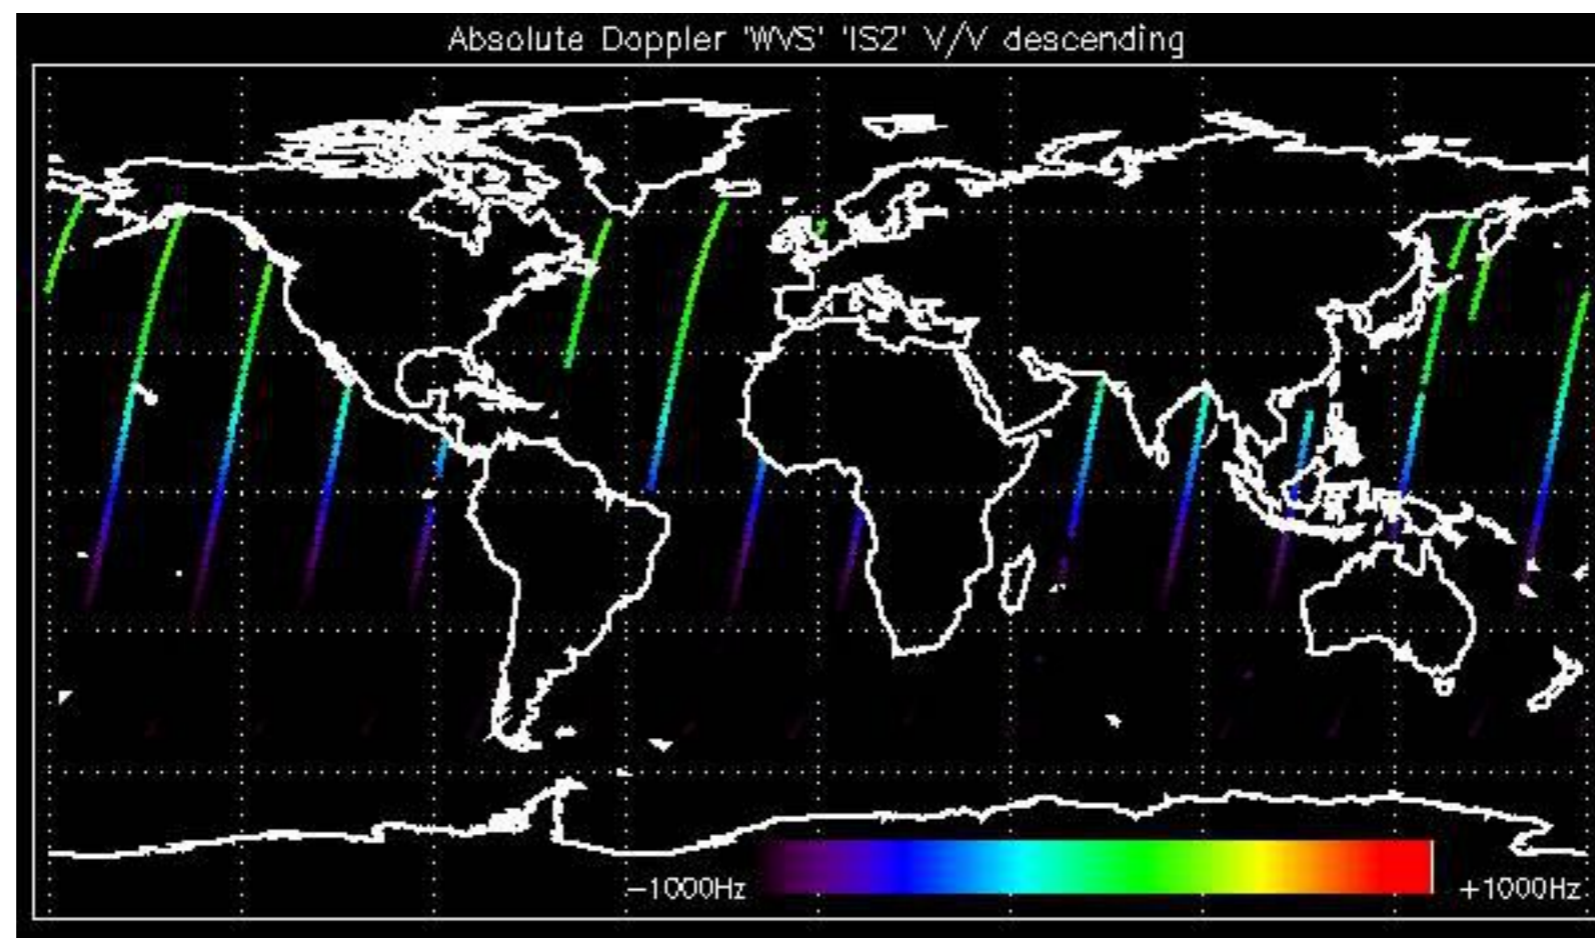 Absolute Doppler 'WVS' 'IS2' V/V descending
−1000Hz
+1000Hz